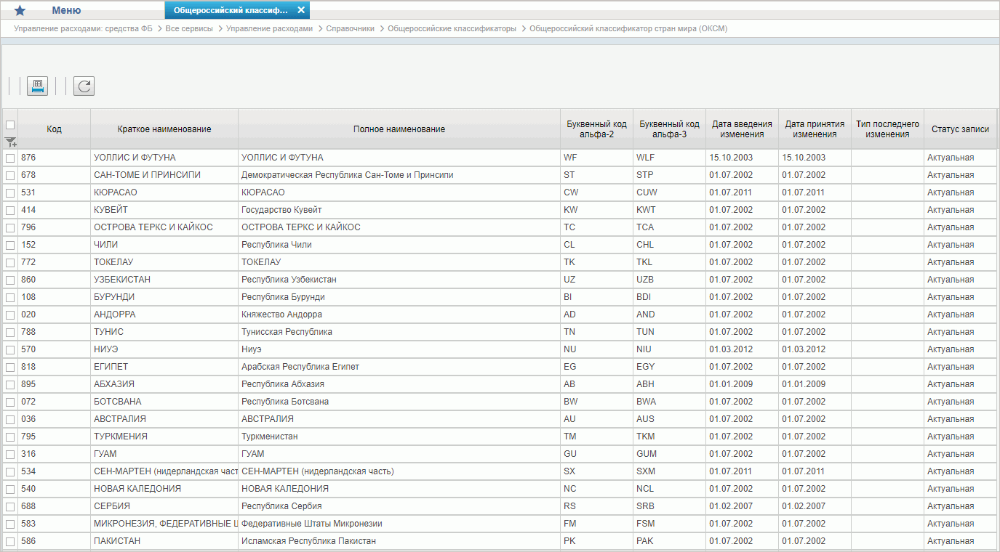 Меню Общероссийский классиф...
Управление расходами: средства ФБ > Все сервисы > Управление расходами > Справочники > Общероссийские классификаторы > Общероссийский классификатор стран мира (ОКСМ)
Код Краткое наименование Полное наименование Буквенный код альфа-2 Буквенный код альфа-3 Дата введения изменения Дата принятия изменения Тип последнего изменения Статус записи
876 УОЛЛИС И ФУТУНА УОЛЛИС И ФУТУНА WF WLF 15.10.2003 15.10.2003 Актуальная
678 САН-ТОМЕ И ПРИНСИПИ Демократическая Республика Сан-Томе и Принсипи ST STP 01.07.2002 01.07.2002 Актуальная
531 КЮРАСАО КЮРАСАО CW CUW 01.07.2011 01.07.2011 Актуальная
414 КУВЕЙТ Государство Кувейт KW KWT 01.07.2002 01.07.2002 Актуальная
796 ОСТРОВА ТЕРКС И КАЙКОС ОСТРОВА ТЕРКС И КАЙКОС TC TCA 01.07.2002 01.07.2002 Актуальная
152 ЧИЛИ Республика Чили CL CHL 01.07.2002 01.07.2002 Актуальная
772 ТОКЕЛАУ ТОКЕЛАУ TK TKL 01.07.2002 01.07.2002 Актуальная
860 УЗБЕКИСТАН Республика Узбекистан UZ UZB 01.07.2002 01.07.2002 Актуальная
108 БУРУНДИ Республика Бурунди BI BDI 01.07.2002 01.07.2002 Актуальная
020 АНДОРРА Княжество Андорра AD AND 01.07.2002 01.07.2002 Актуальная
788 ТУНИС Тунисская Республика TN TUN 01.07.2002 01.07.2002 Актуальная
570 НИУЭ Ниуэ NU NIU 01.03.2012 01.03.2012 Актуальная
818 ЕГИПЕТ Арабская Республика Египет EG EGY 01.07.2002 01.07.2002 Актуальная
895 АБХАЗИЯ Республика Абхазия AB ABH 01.01.2009 01.01.2009 Актуальная
072 БОТСВАНА Республика Ботсвана BW BWA 01.07.2002 01.07.2002 Актуальная
036 АВСТРАЛИЯ АВСТРАЛИЯ AU AUS 01.07.2002 01.07.2002 Актуальная
795 ТУРКМЕНИЯ Туркменистан TM TKM 01.07.2002 01.07.2002 Актуальная
316 ГУАМ ГУАМ GU GUM 01.07.2002 01.07.2002 Актуальная
534 СЕН-МАРТЕН (нидерландская част СЕН-МАРТЕН (нидерландская часть) SX SXM 01.07.2011 01.07.2011 Актуальная
540 НОВАЯ КАЛЕДОНИЯ НОВАЯ КАЛЕДОНИЯ NC NCL 01.07.2002 01.07.2002 Актуальная
688 СЕРБИЯ Республика Сербия RS SRB 01.02.2007 01.02.2007 Актуальная
583 МИКРОНЕЗИЯ, ФЕДЕРАТИВНЫЕ Федеративные Штаты Микронезии FM FSM 01.07.2002 01.07.2002 Актуальная
586 ПАКИСТАН Исламская Республика Пакистан PK PAK 01.07.2002 01.07.2002 Актуальная